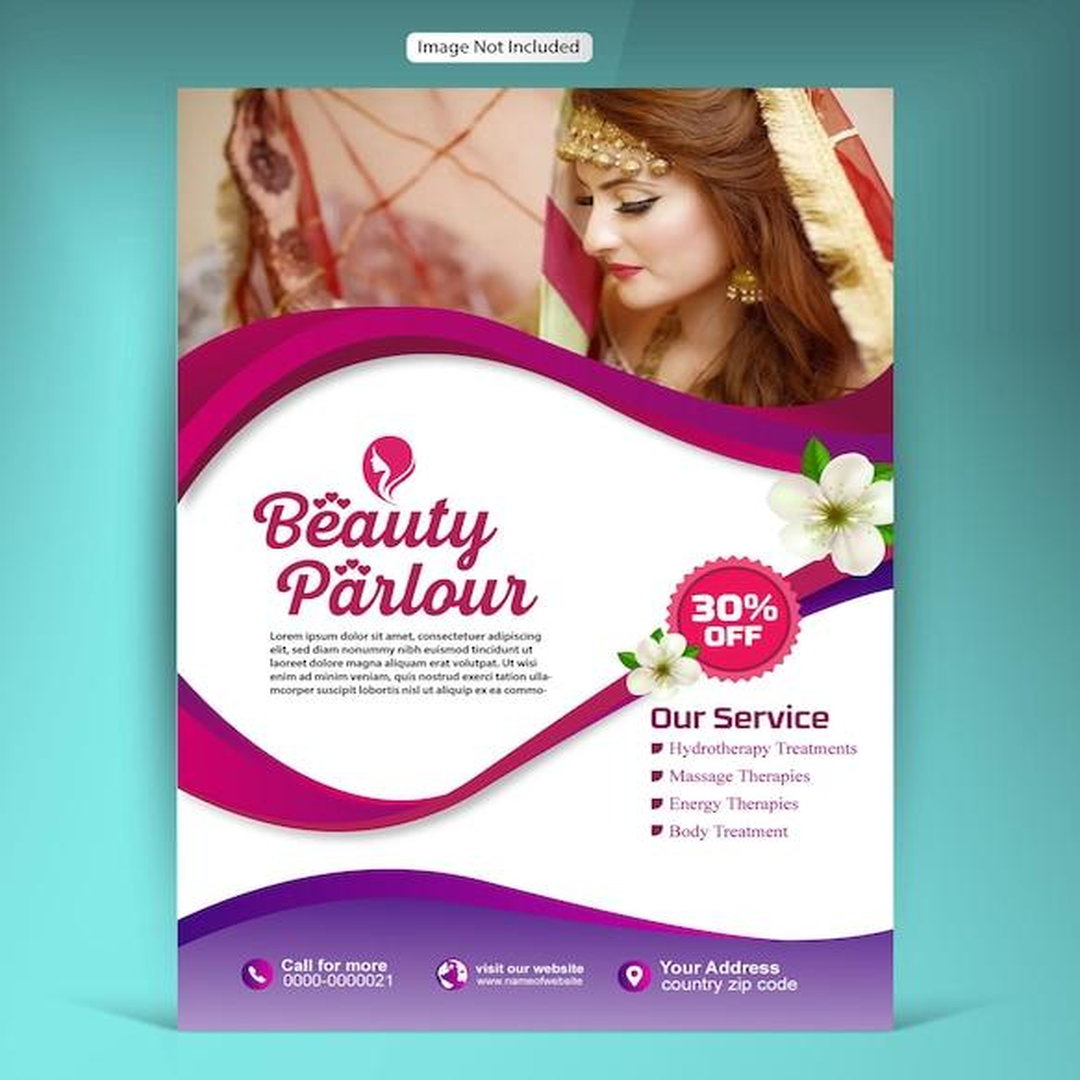 Image Not Included
Beauty
Parlour
Lorem ipsum dolor sit amet, consectetuer adipiscing
elit, sed diam nonummy nibh euismod tincidunt ut
laoreet dolore magna aliquam erat volutpat. Ut wisi
enim ad minim veniam, quis nostrud exerci tation ulla-
mcorper suscipit lobortis nisl ut aliquip ex ea commo-
30%
OFF
Our Service
Hydrotherapy Treatments
Massage Therapies
Energy Therapies
Body Treatment
Call for more
0000-0000021
visit our website
www.nameofwebsite
Your Address
country zip code